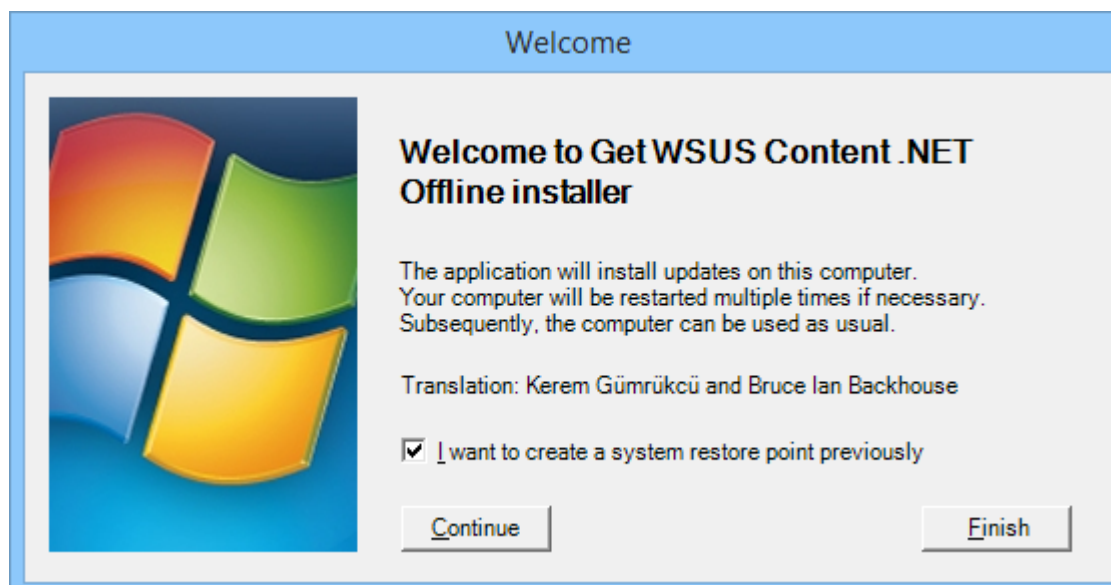 Welcome
Welcome to Get WSUS Content .NET
Offline installer
The application will install updates on this computer.
Your computer will be restarted multiple times if necessary.
Subsequently, the computer can be used as usual.
Translation: Kerem Gümrükcü and Bruce Ian Backhouse
I want to create a system restore point previously
Continue
Finish